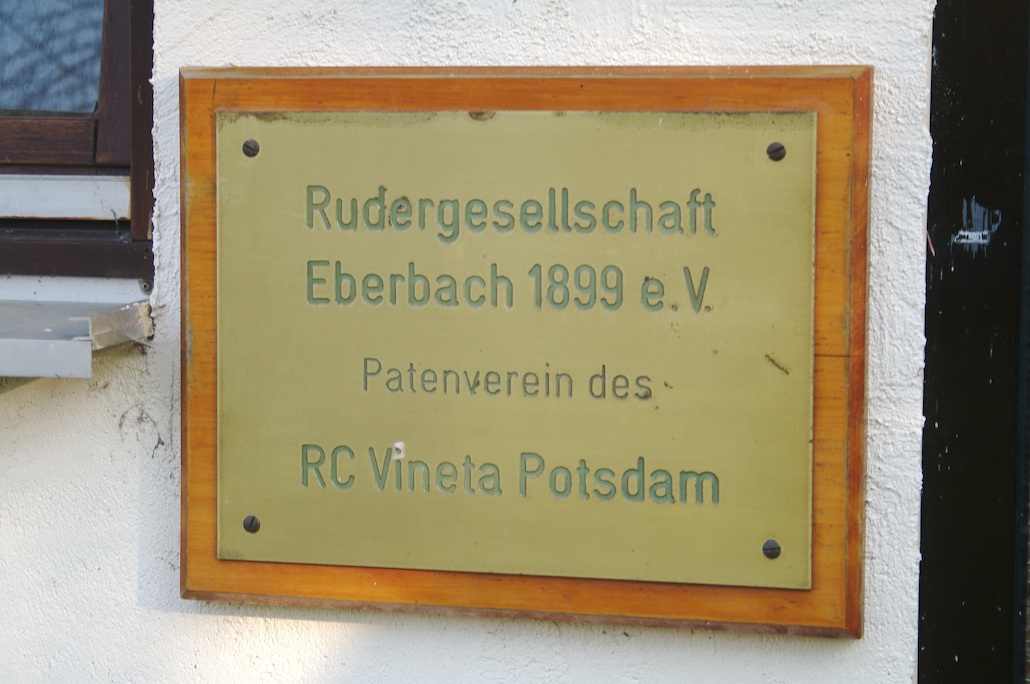 Rudergesellschaft
Eberbach 1899 e. V.
Patenverein des
RC Vineta Potsdam